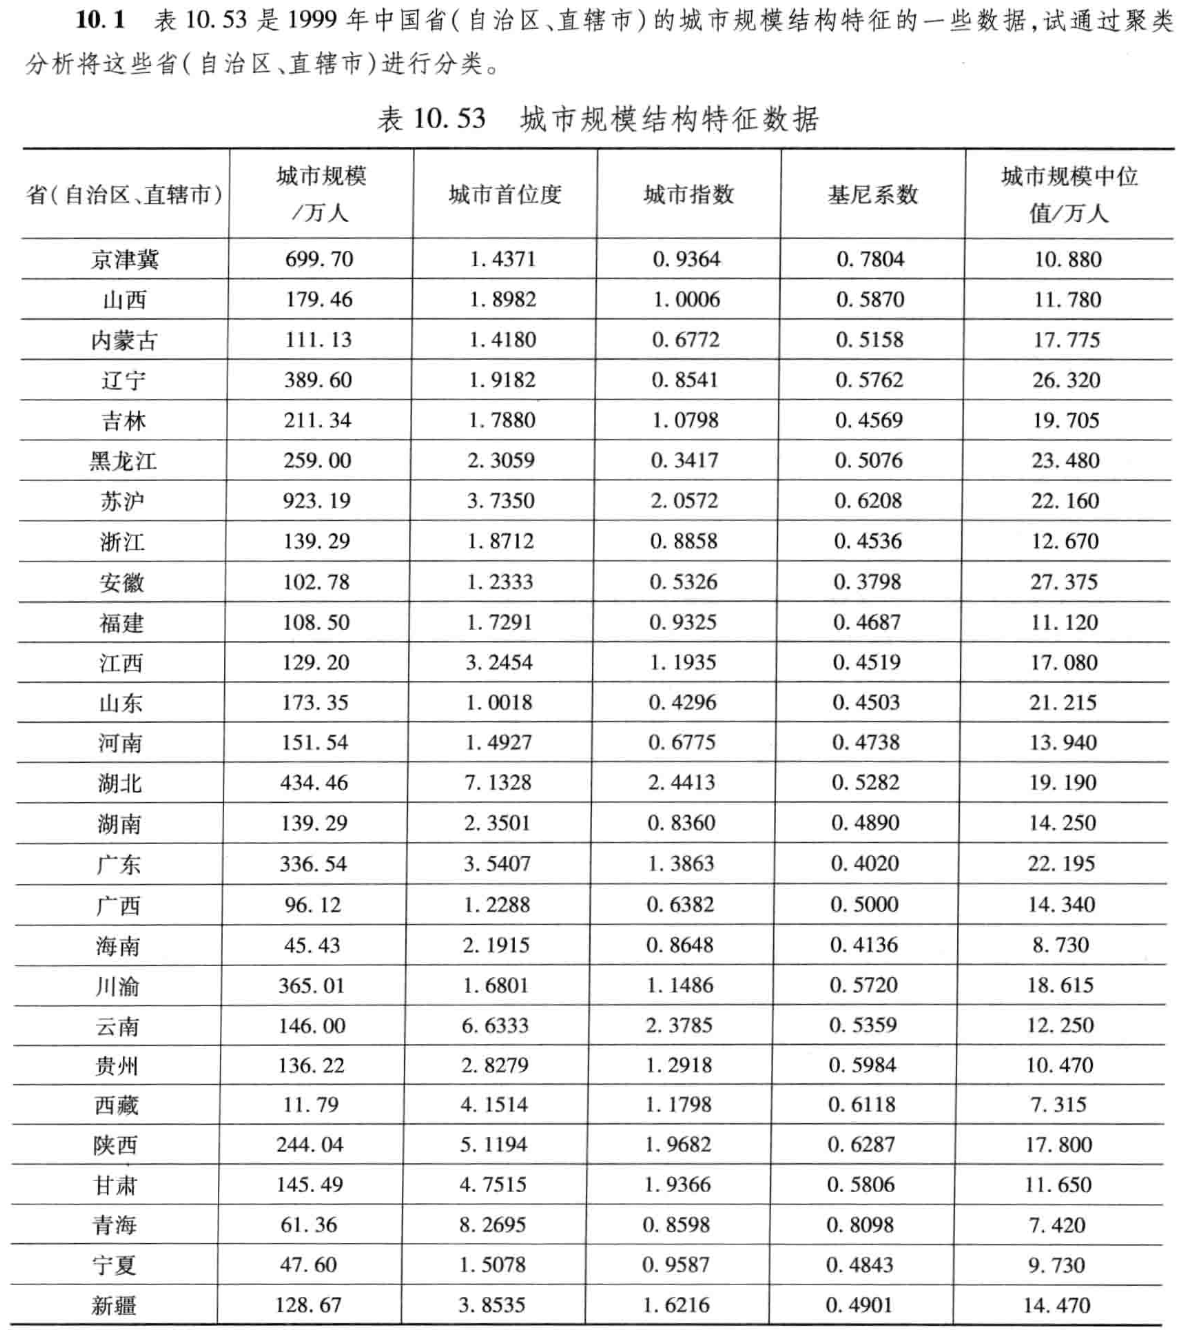 10.1 表 10.53 是 1999 年中国省(自治区、直辖市)的城市规模结构特征的一些数据,试通过聚类
分析将这些省(自治区、直辖市)进行分类。
表 10.53 城市规模结构特征数据
省(自治区、直辖市) 城市规模/万人 城市首位度 城市指数 基尼系数 城市规模中位值/万人
京津冀 699.70 1.4371 0.9364 0.7804 10.880
山西 179.46 1.8982 1.0006 0.5870 11.780
内蒙古 111.13 1.4180 0.6772 0.5158 17.775
辽宁 389.60 1.9182 0.8541 0.5762 26.320
吉林 211.34 1.7880 1.0798 0.4569 19.705
黑龙江 259.00 2.3059 0.3417 0.5076 23.480
苏沪 923.19 3.7350 2.0572 0.6208 22.160
浙江 139.29 1.8712 0.8858 0.4536 12.670
安徽 102.78 1.2333 0.5326 0.3798 27.375
福建 108.50 1.7291 0.9325 0.4687 11.120
江西 129.20 3.2454 1.1935 0.4519 17.080
山东 173.35 1.0018 0.4296 0.4503 21.215
河南 151.54 1.4927 0.6775 0.4738 13.940
湖北 434.46 7.1328 2.4413 0.5282 19.190
湖南 139.29 2.3501 0.8360 0.4890 14.250
广东 336.54 3.5407 1.3863 0.4020 22.195
广西 96.12 1.2288 0.6382 0.5000 14.340
海南 45.43 2.1915 0.8648 0.4136 8.730
川渝 365.01 1.6801 1.1486 0.5720 18.615
云南 146.00 6.6333 2.3785 0.5359 12.250
贵州 136.22 2.8279 1.2918 0.5984 10.470
西藏 11.79 4.1514 1.1798 0.6118 7.315
陕西 244.04 5.1194 1.9682 0.6287 17.800
甘肃 145.49 4.7515 1.9366 0.5806 11.650
青海 61.36 8.2695 0.8598 0.8098 7.420
宁夏 47.60 1.5078 0.9587 0.4843 9.730
新疆 128.67 3.8535 1.6216 0.4901 14.470